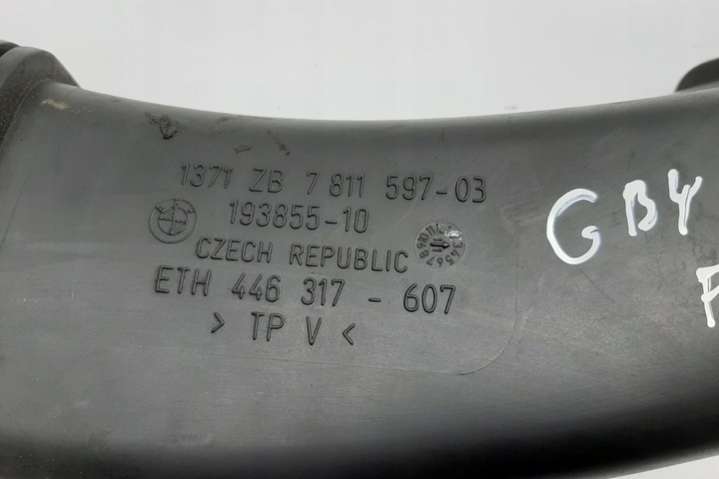 1371 ZB 7 811 597-03
193855-10
CZECH REPUBLIC
ETH 446 317 - 607
> TP V <
GB4
F